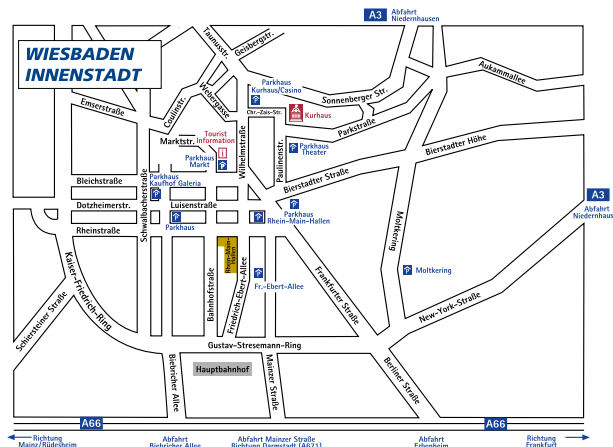 WIESBADEN
INNENSTADT
A3
Abfahrt
Niedernhausen
Taunusstr.
Geisbergstr.
Aukammallee
Parkhaus
Kurhaus/Casino
Sonnenberger Str.
Webergasse
Coulinstr.
Emserstraße
Chr.-Zais-Str.
Kurhaus
Parkstraße
Tourist
Information
Marktstr.
Wilhelmstraße
Paulinenstr.
Parkhaus
Theater
Bierstadter Höhe
Parkhaus
Markt
Bleichstraße
Parkhaus
Kaufhof Galeria
Bierstadter Straße
A3
Abfahrt
Niedernhaus
Dotzheimerstr.
Schwalbacherstraße
Luisenstraße
Parkhaus
Rhein-Main-Hallen
Rheinstraße
Parkhaus
Moltkering
Kaiser-Friedrich-Ring
Rhein-Main-
Hallen
Bahnhofstraße
Friedrich-Ebert-Allee
Fr.-Ebert-Allee
Frankfurter Straße
Moltkering
Schiersteiner Straße
New-York-Straße
Gustav-Stresemann-Ring
Hauptbahnhof
Biebricher Allee
Mainzer Straße
Berliner Straße
A66
A66
Richtung
Mainz/Rüdesheim
Abfahrt
Biebricher Allee
Abfahrt Mainzer Straße
Richtung Darmstadt (A671)
Abfahrt
Erbenheim
Richtung
Frankfurt